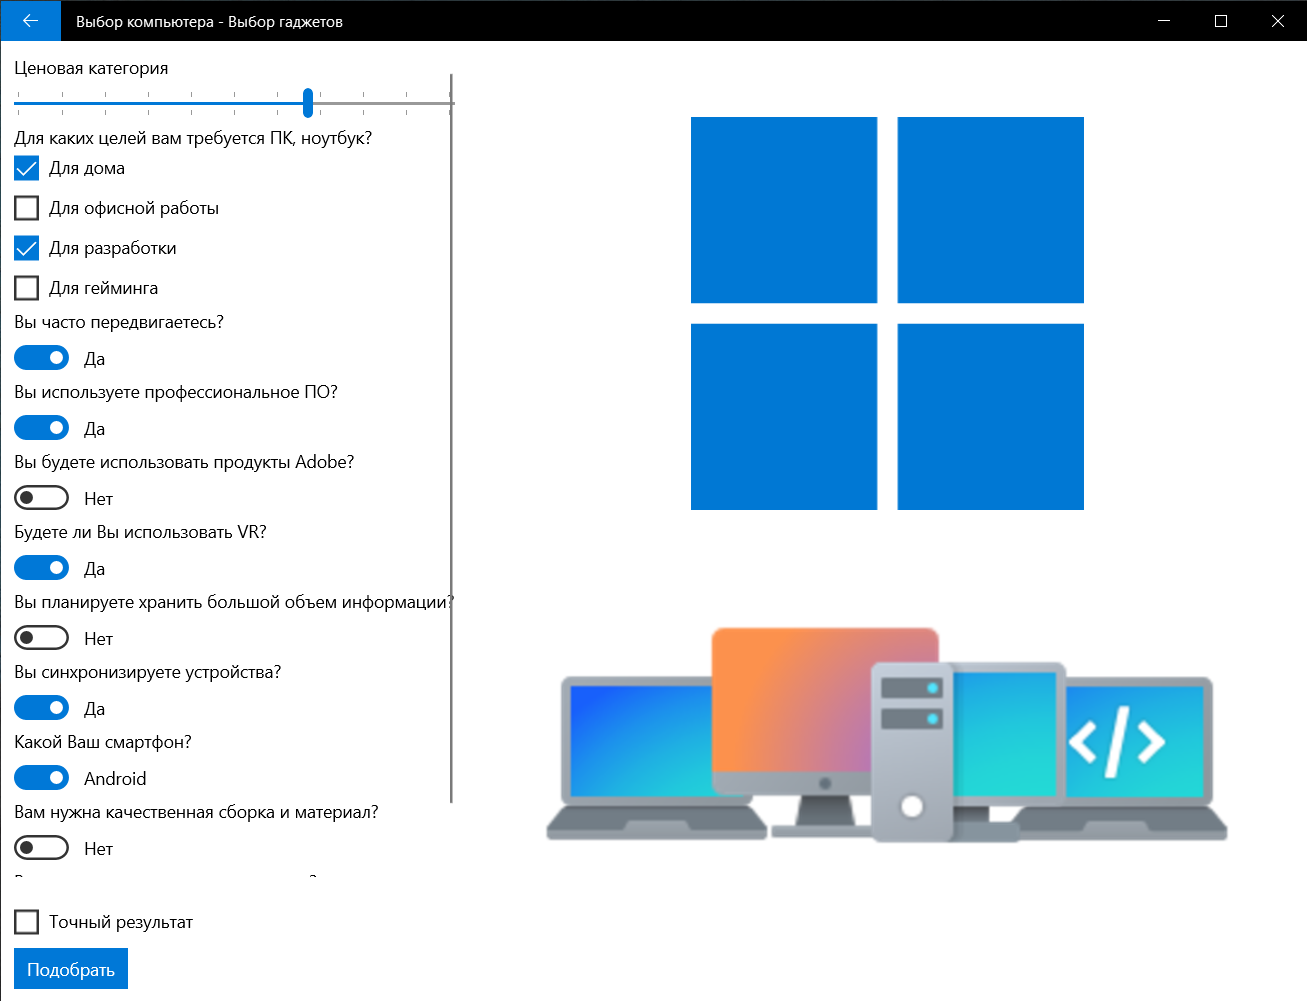 Выбор компьютера - Выбор гаджетов
Ценовая категория
Для каких целей вам требуется ПК, ноутбук?
Для дома
Для офисной работы
Для разработки
Для гейминга
Вы часто передвигаетесь?
Да
Вы используете профессиональное ПО?
Да
Вы будете использовать продукты Adobe?
Нет
Будете ли Вы использовать VR?
Да
Вы планируете хранить большой объем информации?
Нет
Вы синхронизируете устройства?
Да
Какой Ваш смартфон?
Android
Вам нужна качественная сборка и материал?
Нет
Точный результат
Подобрать